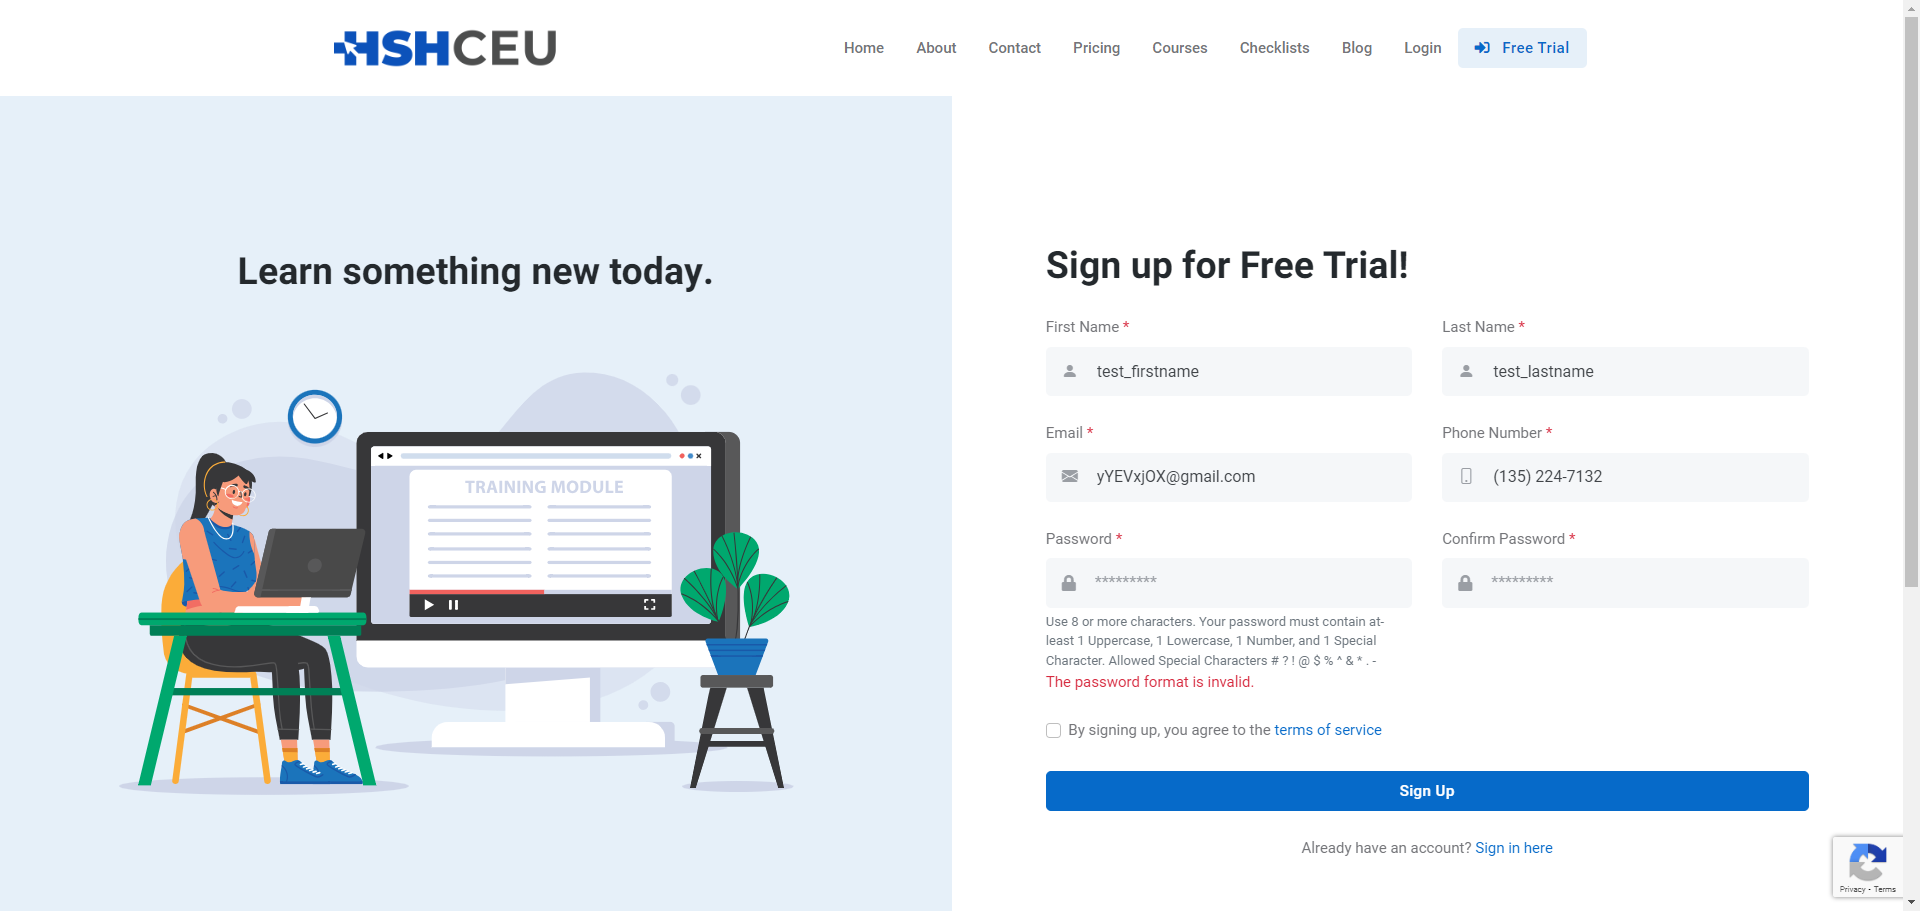 HSHCEU
Home About Contact Pricing Courses Checklists Blog Login Free Trial
Learn something new today.
TRAINING MODULE
Sign up for Free Trial!
First Name *
Last Name *
test_firstname
test_lastname
Email *
Phone Number *
yYEVxjOX@gmail.com
(135) 224-7132
Password *
Confirm Password *
*********
*********
Use 8 or more characters. Your password must contain at-
least 1 Uppercase, 1 Lowercase, 1 Number, and 1 Special
Character. Allowed Special Characters # ? ! @ $ % ^ & * . -
The password format is invalid.
By signing up, you agree to the terms of service
Sign Up
Already have an account? Sign in here
Privacy - Terms